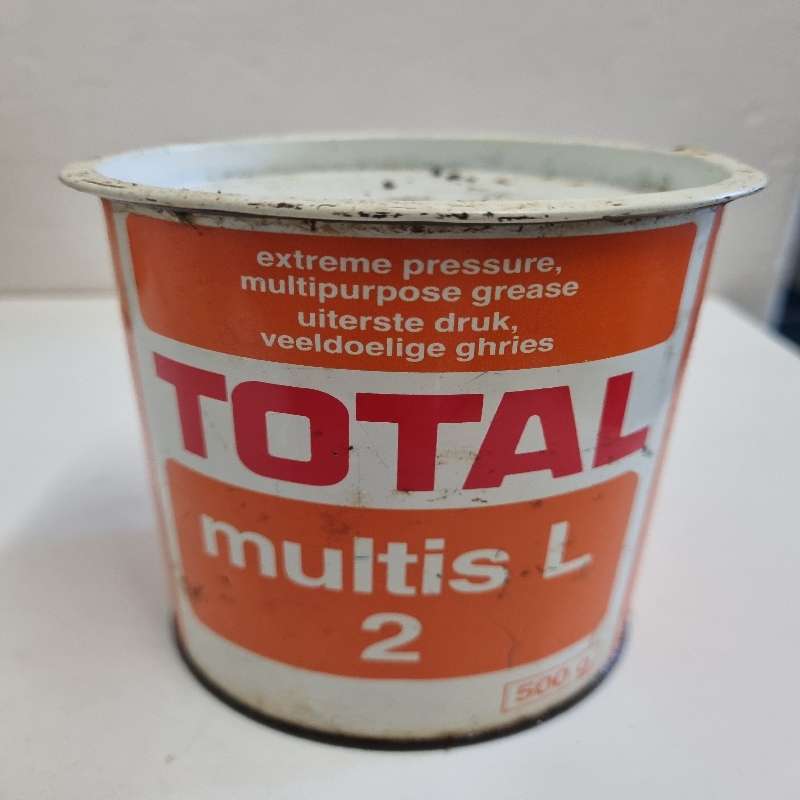 extreme pressure,
multipurpose grease
uiterste druk,
veeldoelige ghries
TOTAL
multis L
2
500 g